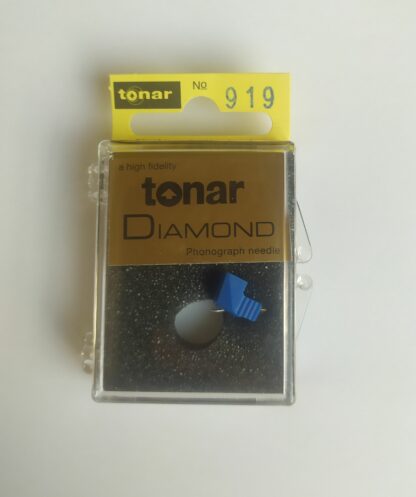 tonar No 919
a high fidelity
tonar
DIAMOND
Phonograph needle